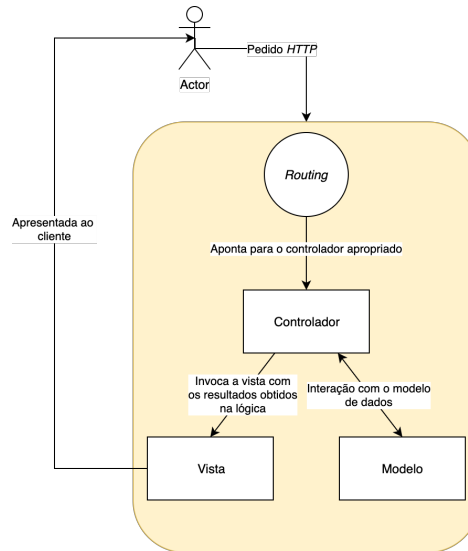 Pedido HTTP
Actor
Routing
Apresentada ao
cliente
Aponta para o controlador apropriado
Controlador
Invoca a vista com
os resultados obtidos
na lógica
Interação com o modelo
de dados
Vista
Modelo